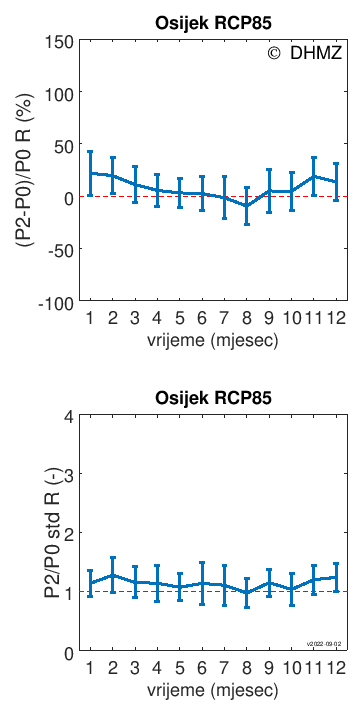 Osijek RCP85
© DHMZ
(P2-P0)/P0 R (%)
150
100
50
0
-50
-100
1 2 3 4 5 6 7 8 9 10 11 12
vrijeme (mjesec)
Osijek RCP85
P2/P0 std R (-)
4
3
2
1
0
v2022-09-02
1 2 3 4 5 6 7 8 9 10 11 12
vrijeme (mjesec)